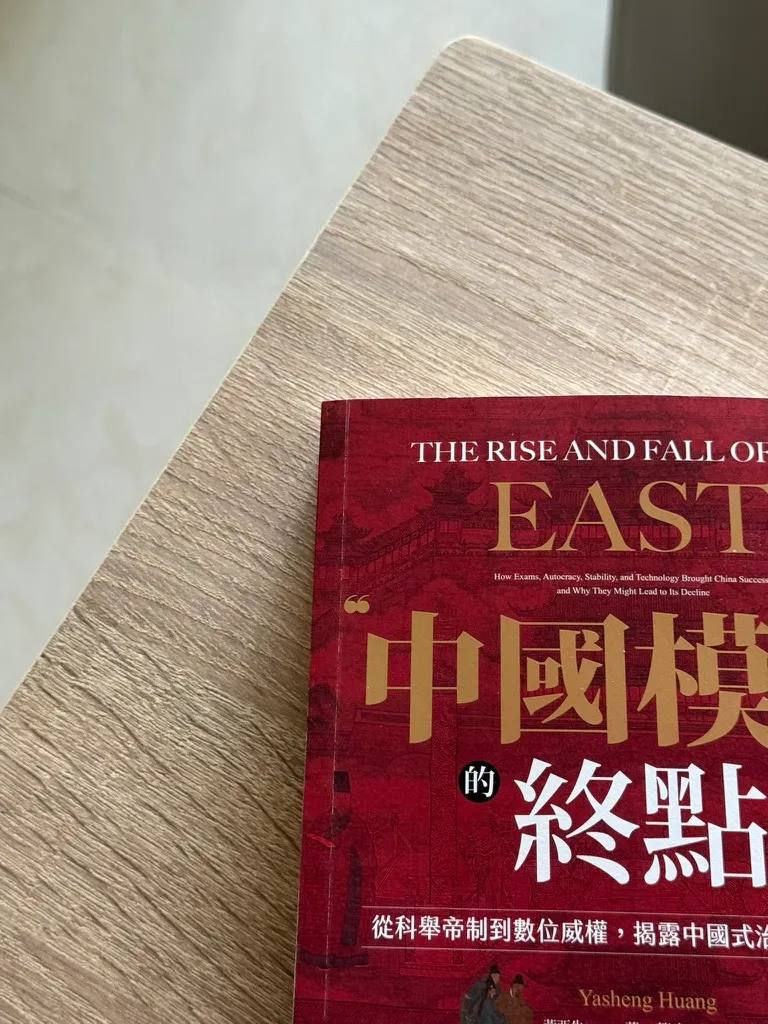 THE RISE AND FALL OF
EAST
How Exams, Autocracy, Stability, and Technology Brought China Success
and Why They Might Lead to Its Decline
“中國模
的終點
從科舉帝制到數位威權，揭露中國式治
Yasheng Huang